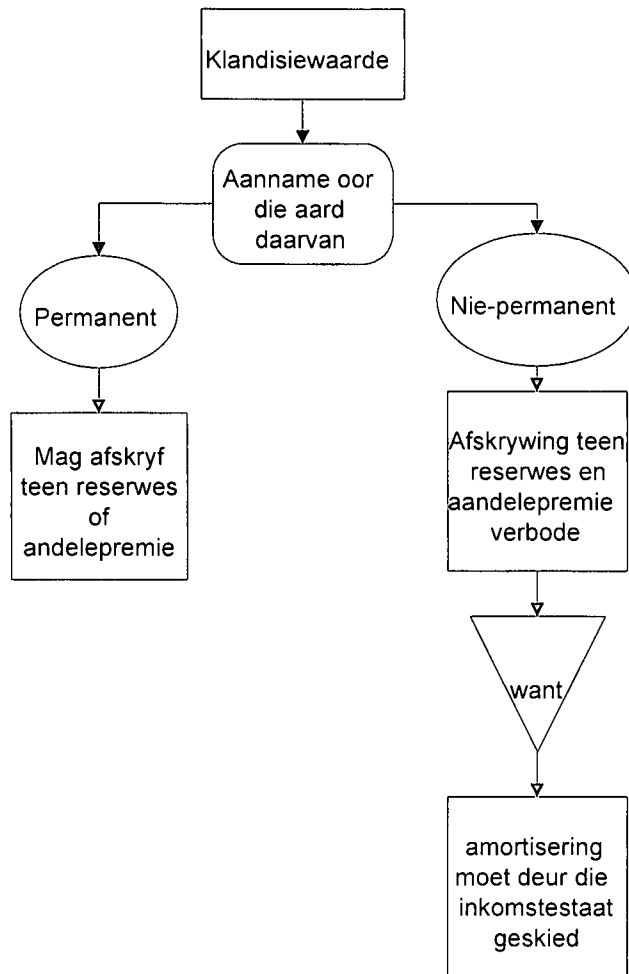 Klandisiewaarde
Aanname oor
die aard
daarvan
Permanent
Nie-permanent
Mag afskryf
teen reserwes
of
andelepremie
Afskrywing teen
reserwes en
aandelepremie
verbode
want
amortisering
moet deur die
inkomstestaat
geskied